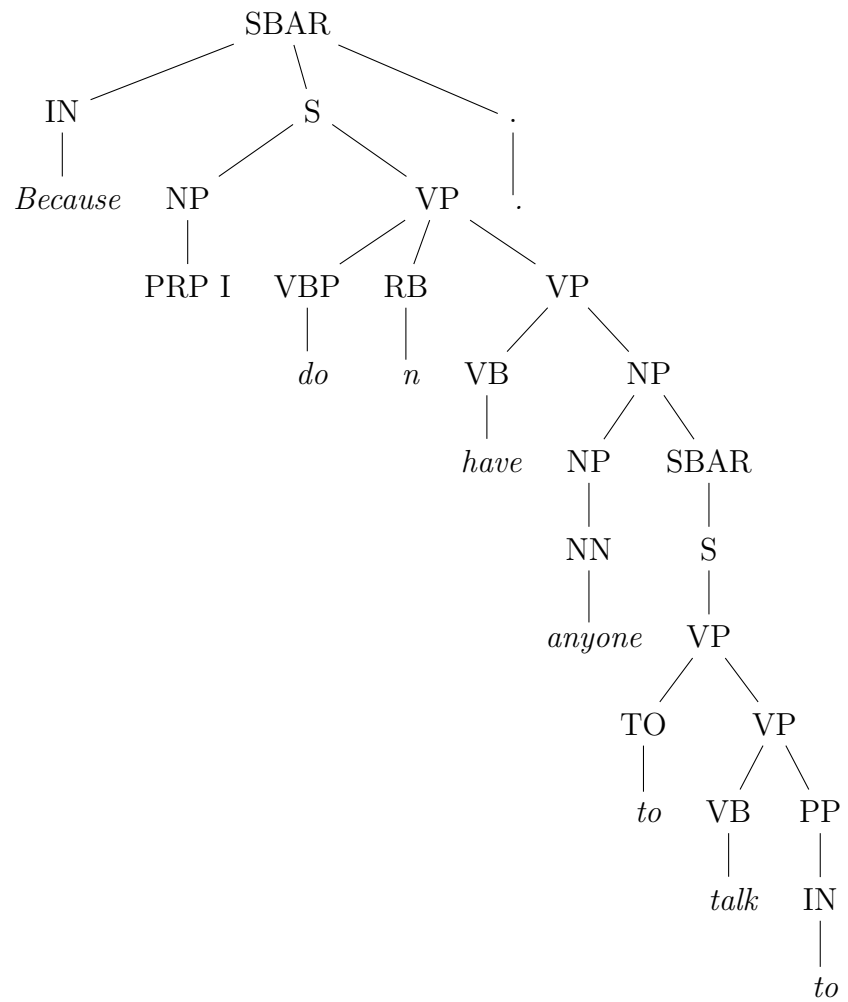 SBAR
IN S .
Because NP VP .
PRP I VBP RB VP
do n VB NP
have NP SBAR
NN S
anyone VP
TO VP
to VB PP
talk IN
to